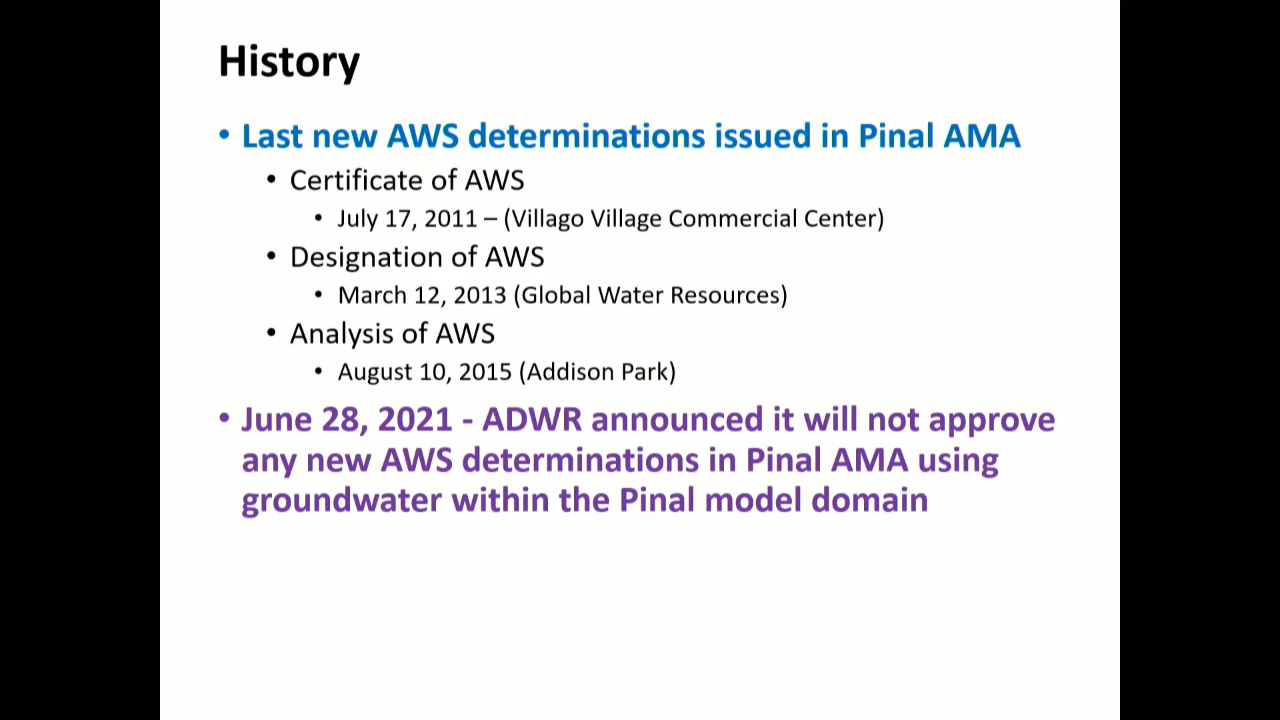 History
• Last new AWS determinations issued in Pinal AMA
• Certificate of AWS
• July 17, 2011 – (Villago Village Commercial Center)
• Designation of AWS
• March 12, 2013 (Global Water Resources)
• Analysis of AWS
• August 10, 2015 (Addison Park)
• June 28, 2021 - ADWR announced it will not approve
any new AWS determinations in Pinal AMA using
groundwater within the Pinal model domain